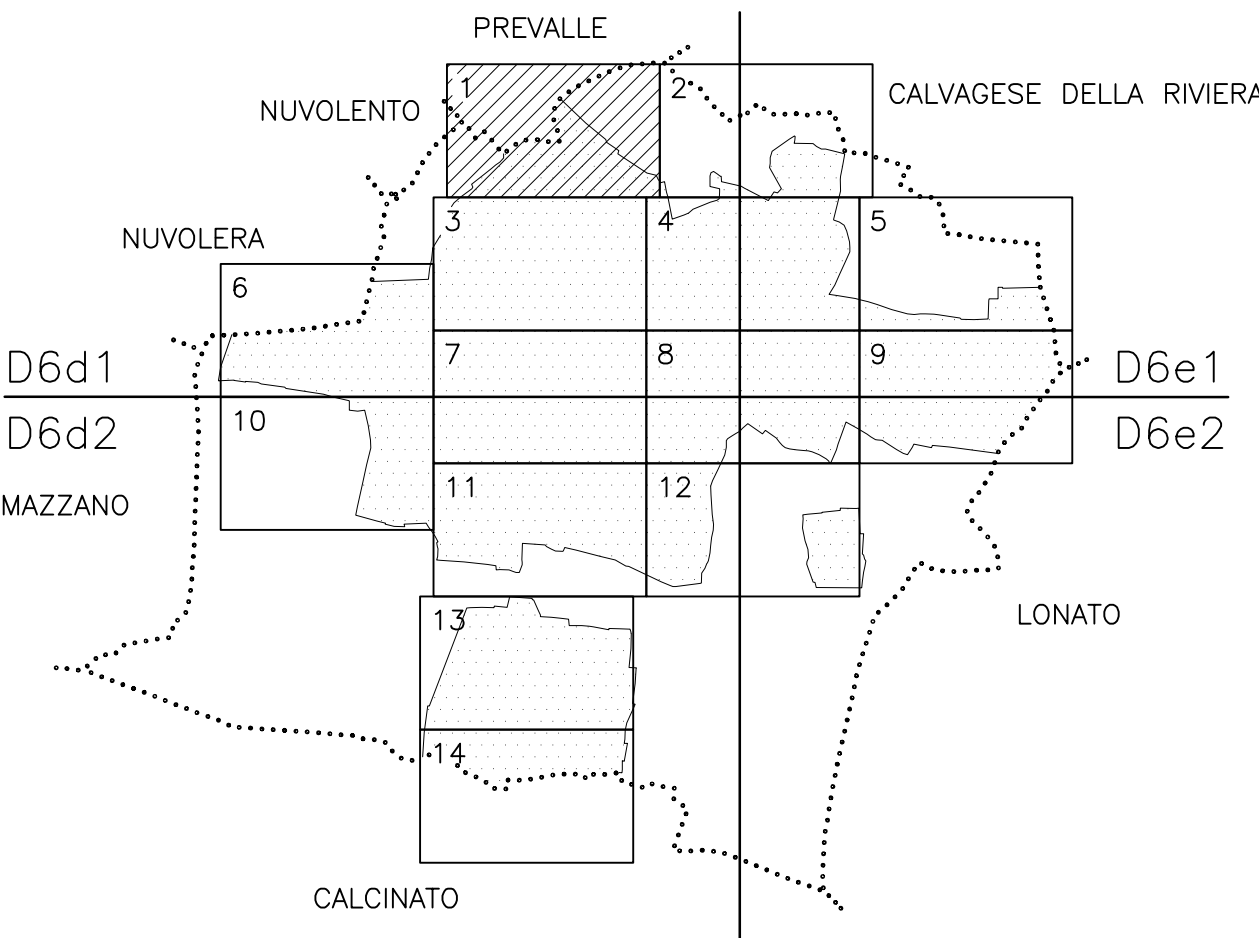 PREVALLE
1
2
CALVAGESE DELLA RIVIERA
NUVOLENTO
3
4
5
NUVOLERA
6
7
8
9
D6d1
D6e1
10
D6d2
D6e2
11
12
MAZZANO
13
LONATO
14
CALCINATO